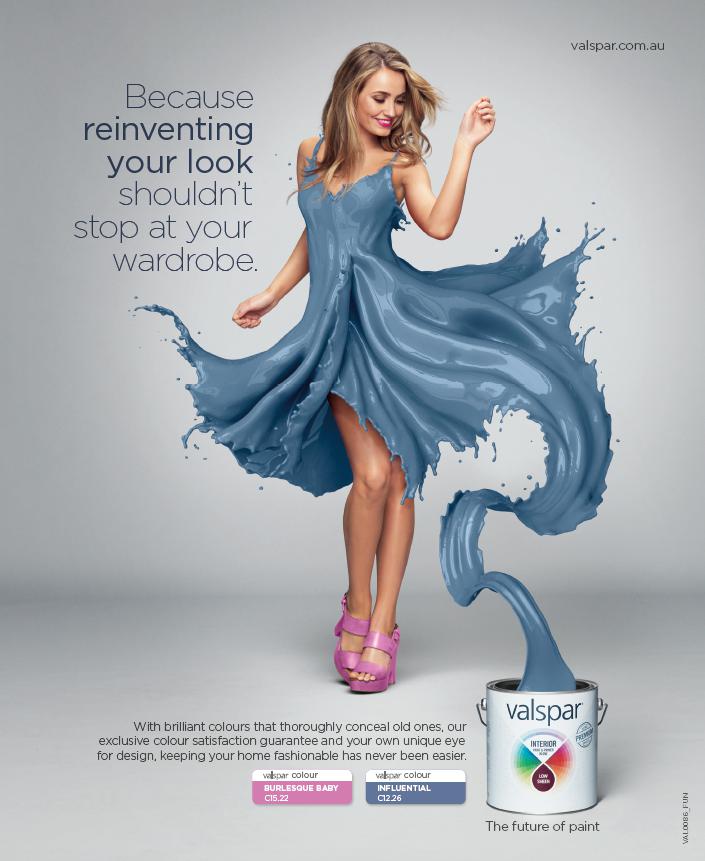 valspar.com.au
Because
reinventing
your look
shouldn't
stop at your
wardrobe.
With brilliant colours that thoroughly conceal old ones, our
exclusive colour satisfaction guarantee and your own unique eye
for design, keeping your home fashionable has never been easier.
valspar colour
BURLESQUE BABY
C15.22
valspar colour
INFLUENTIAL
C12.26
valspar
INTERIOR
PREMIUM
LOW
SHEEN
The future of paint
VAL0086_FUN